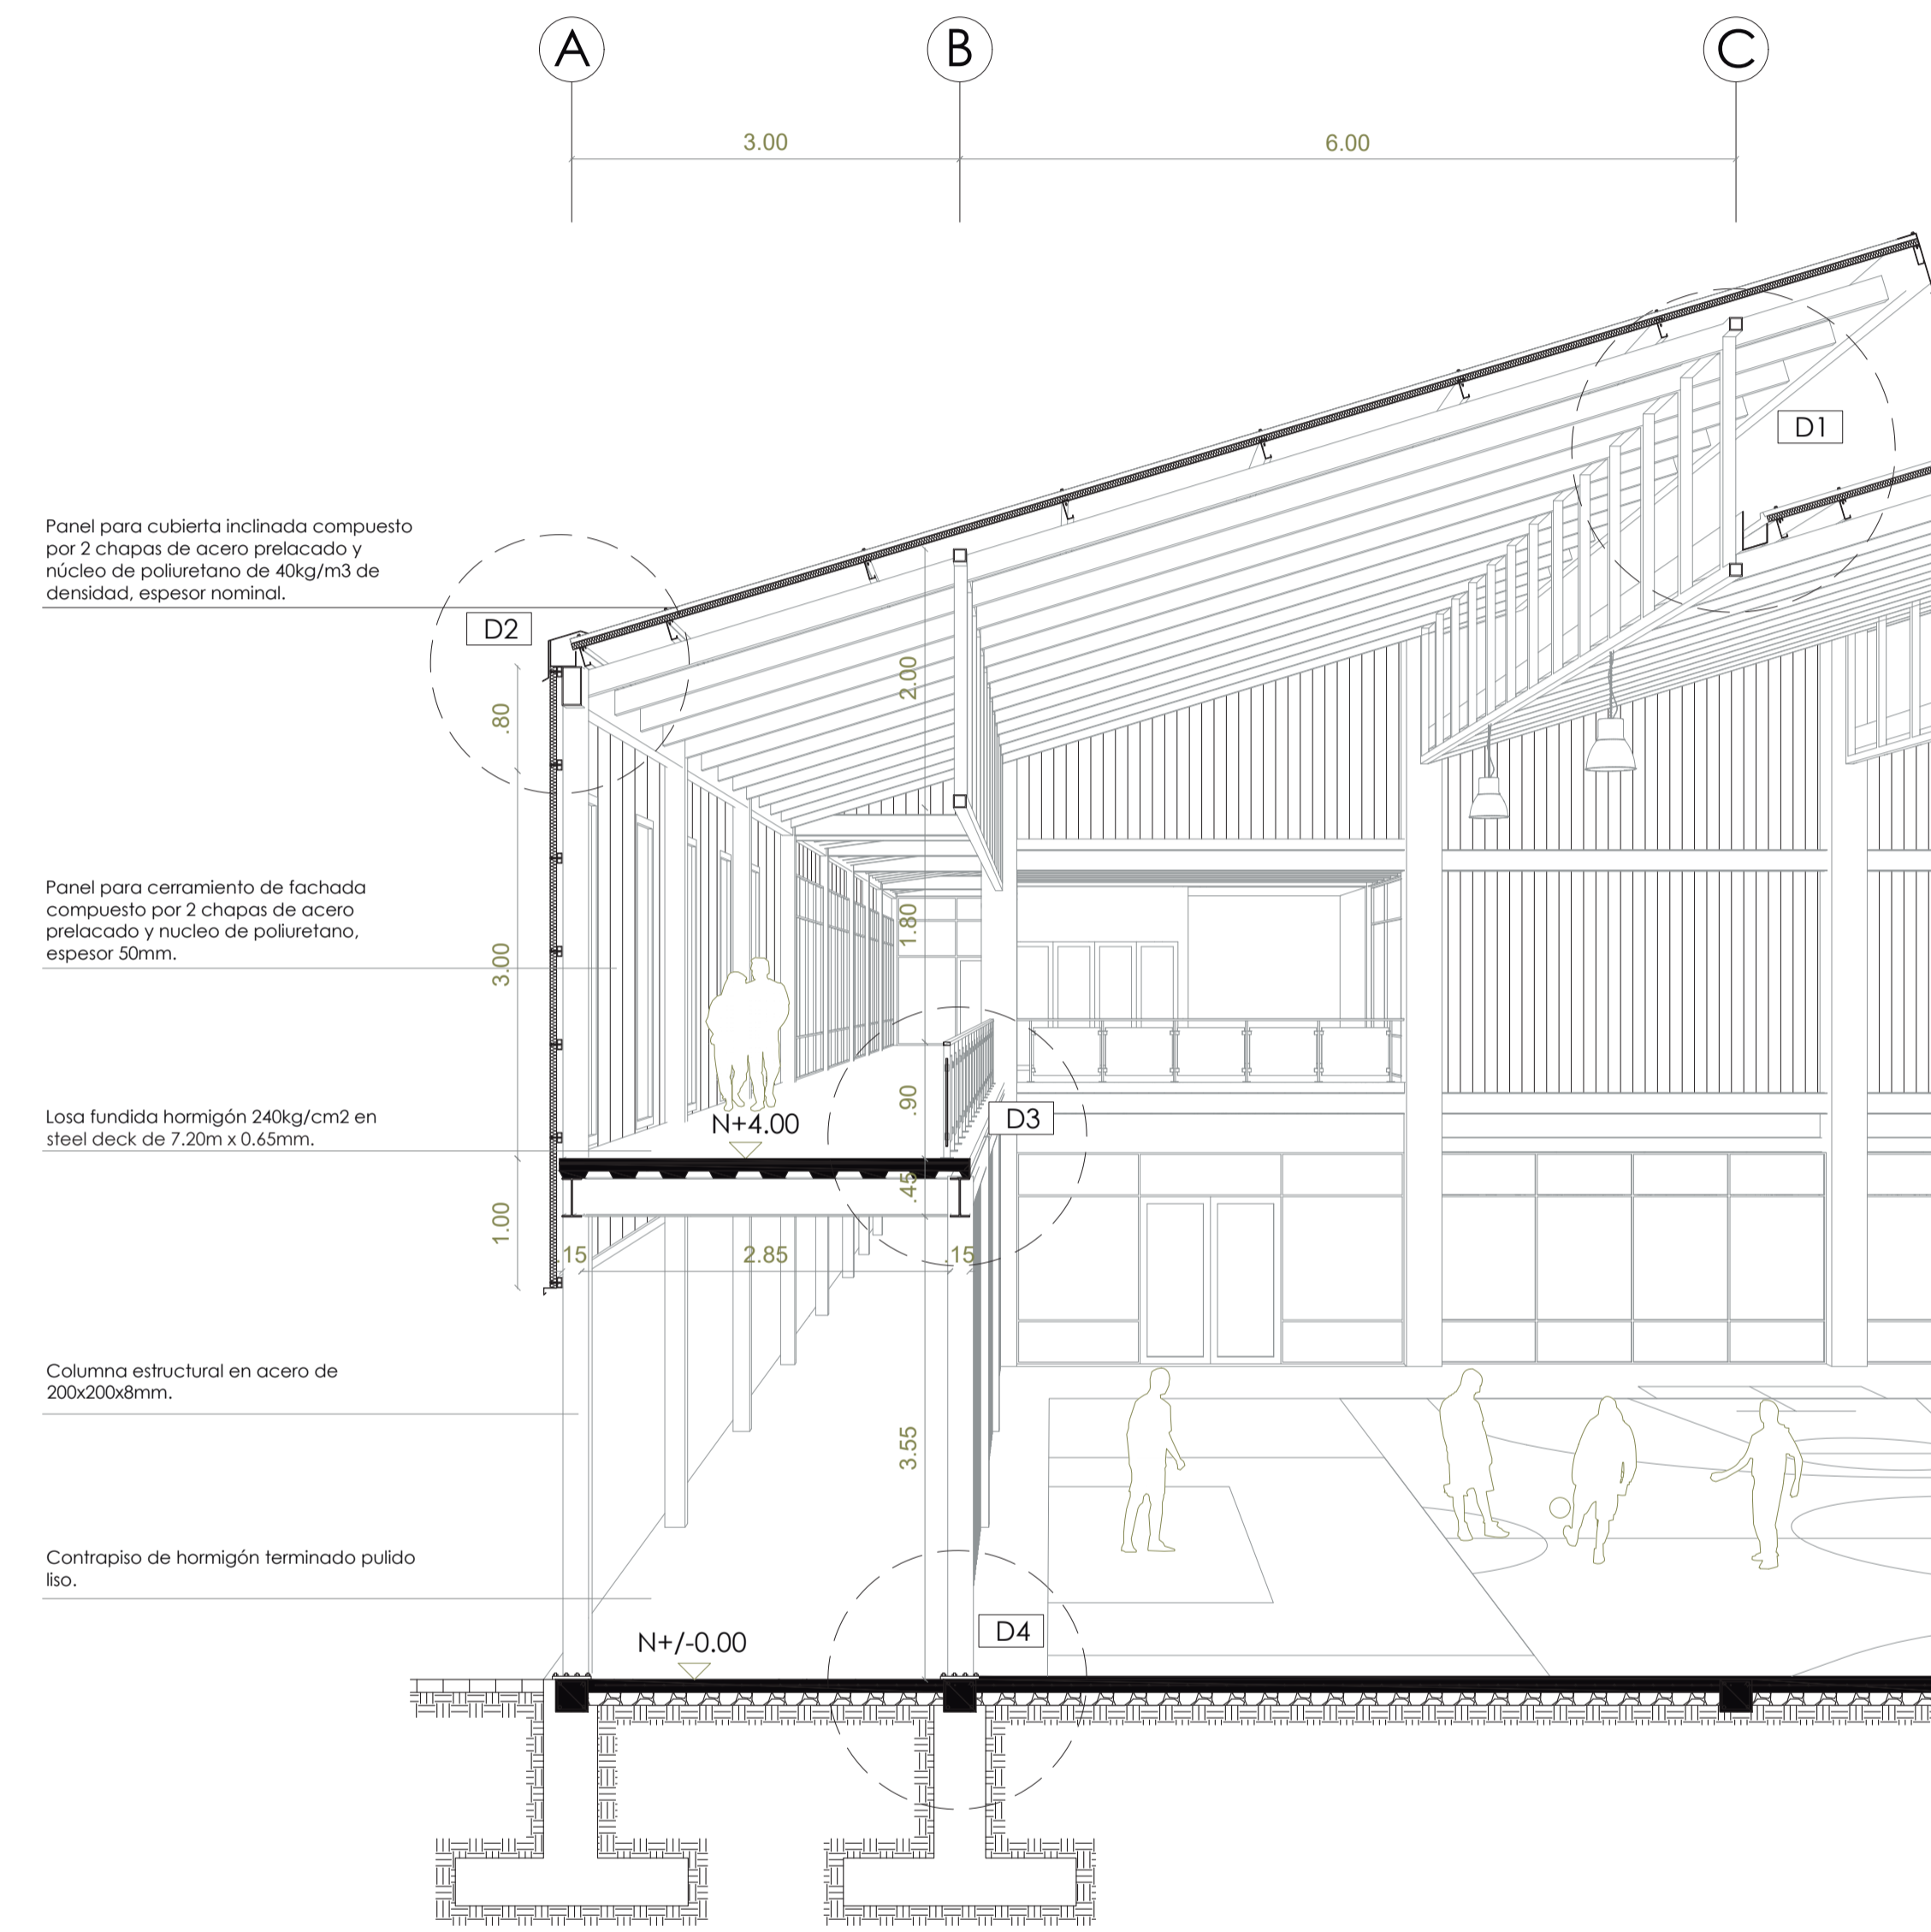 A
B
C
3.00
6.00
D1
Panel para cubierta inclinada compuesto
por 2 chapas de acero prelacado y
núcleo de poliuretano de 40kg/m3 de
densidad, espesor nominal.
D2
2.00
.80
Panel para cerramiento de fachada
compuesto por 2 chapas de acero
prelacado y nucleo de poliuretano,
espesor 50mm.
3.00
1.80
Losa fundida hormigón 240kg/cm2 en
steel deck de 7.20m x 0.65mm.
N+4.00
.90
D3
.45
1.00
.15
2.85
.15
Columna estructural en acero de
200x200x8mm.
3.55
Contrapiso de hormigón terminado pulido
liso.
N+/-0.00
D4